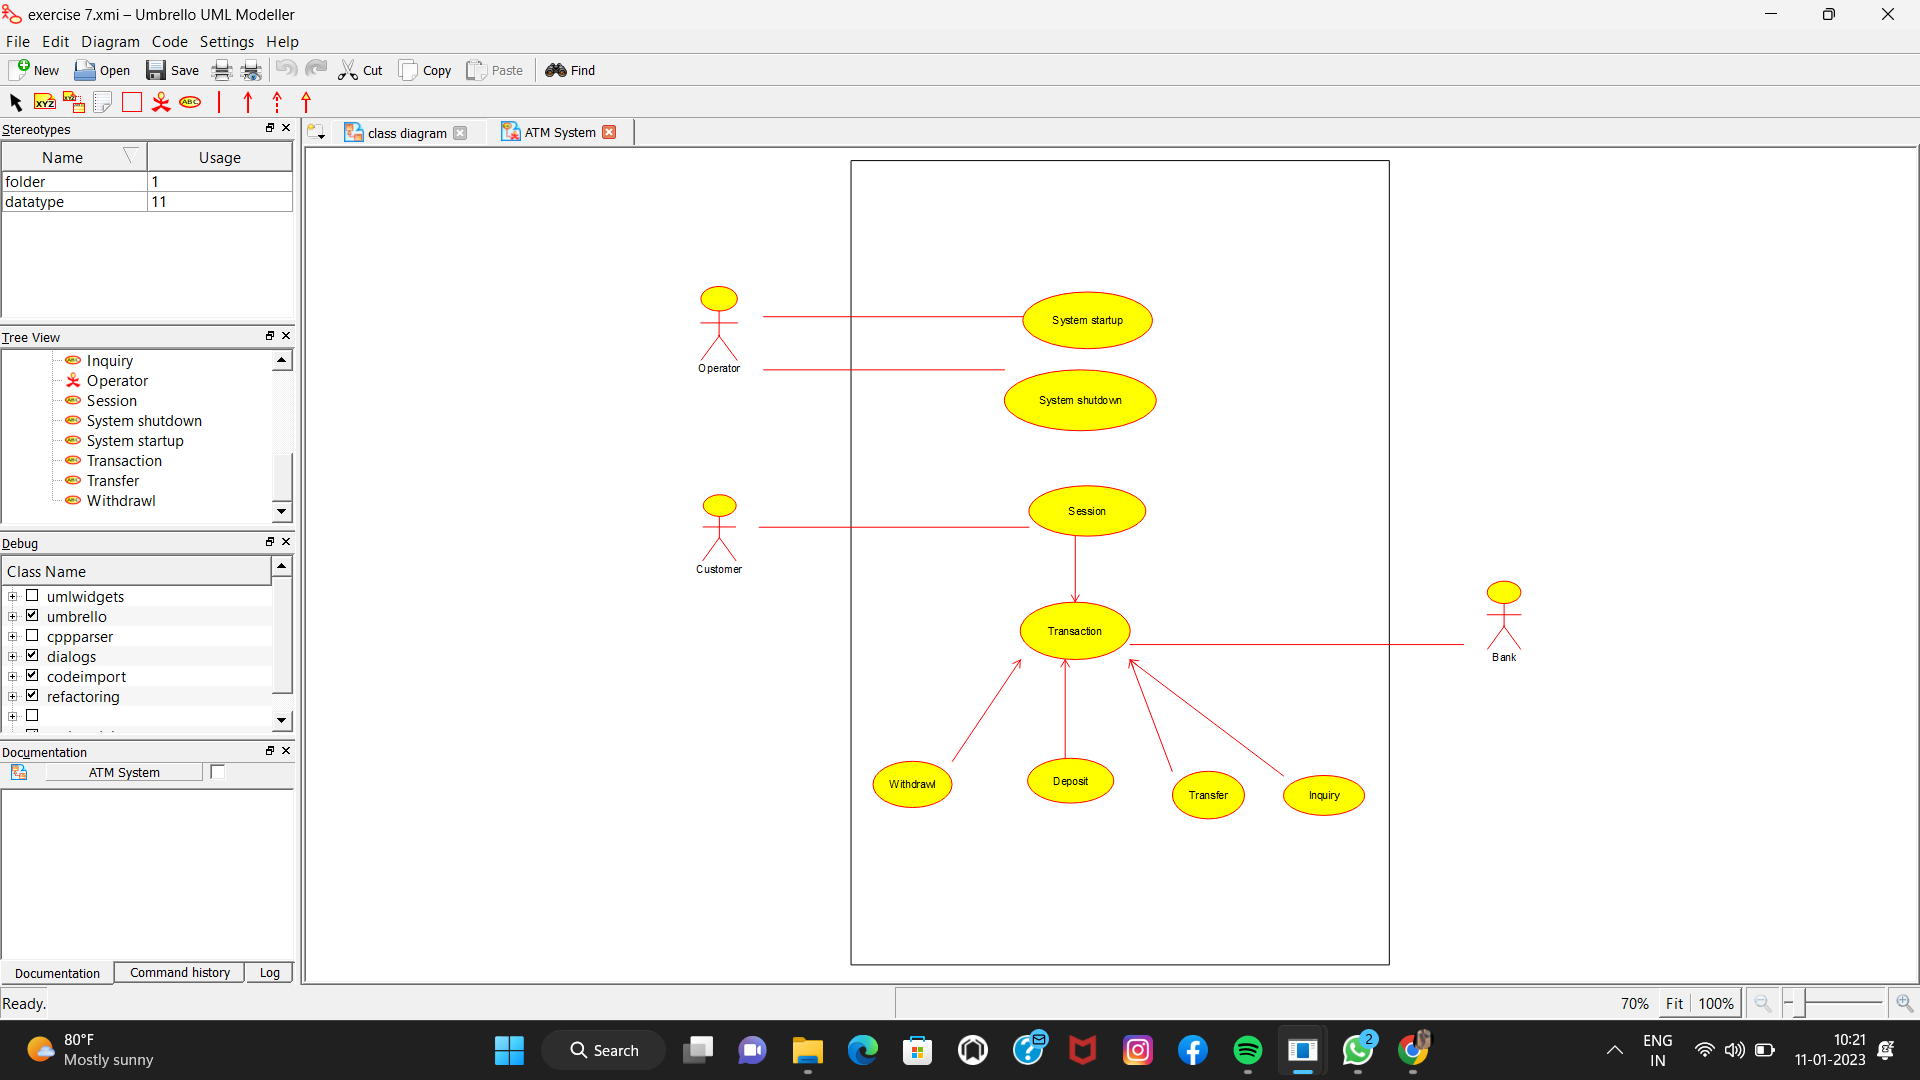 exercise 7.xmi – Umbrello UML Modeller
File Edit Diagram Code Settings Help
New Open Save Cut Copy Paste Find
XYZ XYZ ABC
Stereotypes
class diagram ATM System
Name Usage
folder 1
datatype 11
Tree View
Inquiry
Operator
Session
System shutdown
System startup
Transaction
Transfer
Withdrawl
Debug
Class Name
umlwidgets
umbrello
cppparser
dialogs
codeimport
refactoring
Documentation
ATM System
Documentation Command history Log
System startup
Operator
System shutdown
Session
Customer
Transaction
Bank
Withdrawl
Deposit
Transfer
Inquiry
Ready.
70% Fit 100%
80°F
Mostly sunny
Search
2
ENG
IN
10:21
11-01-2023